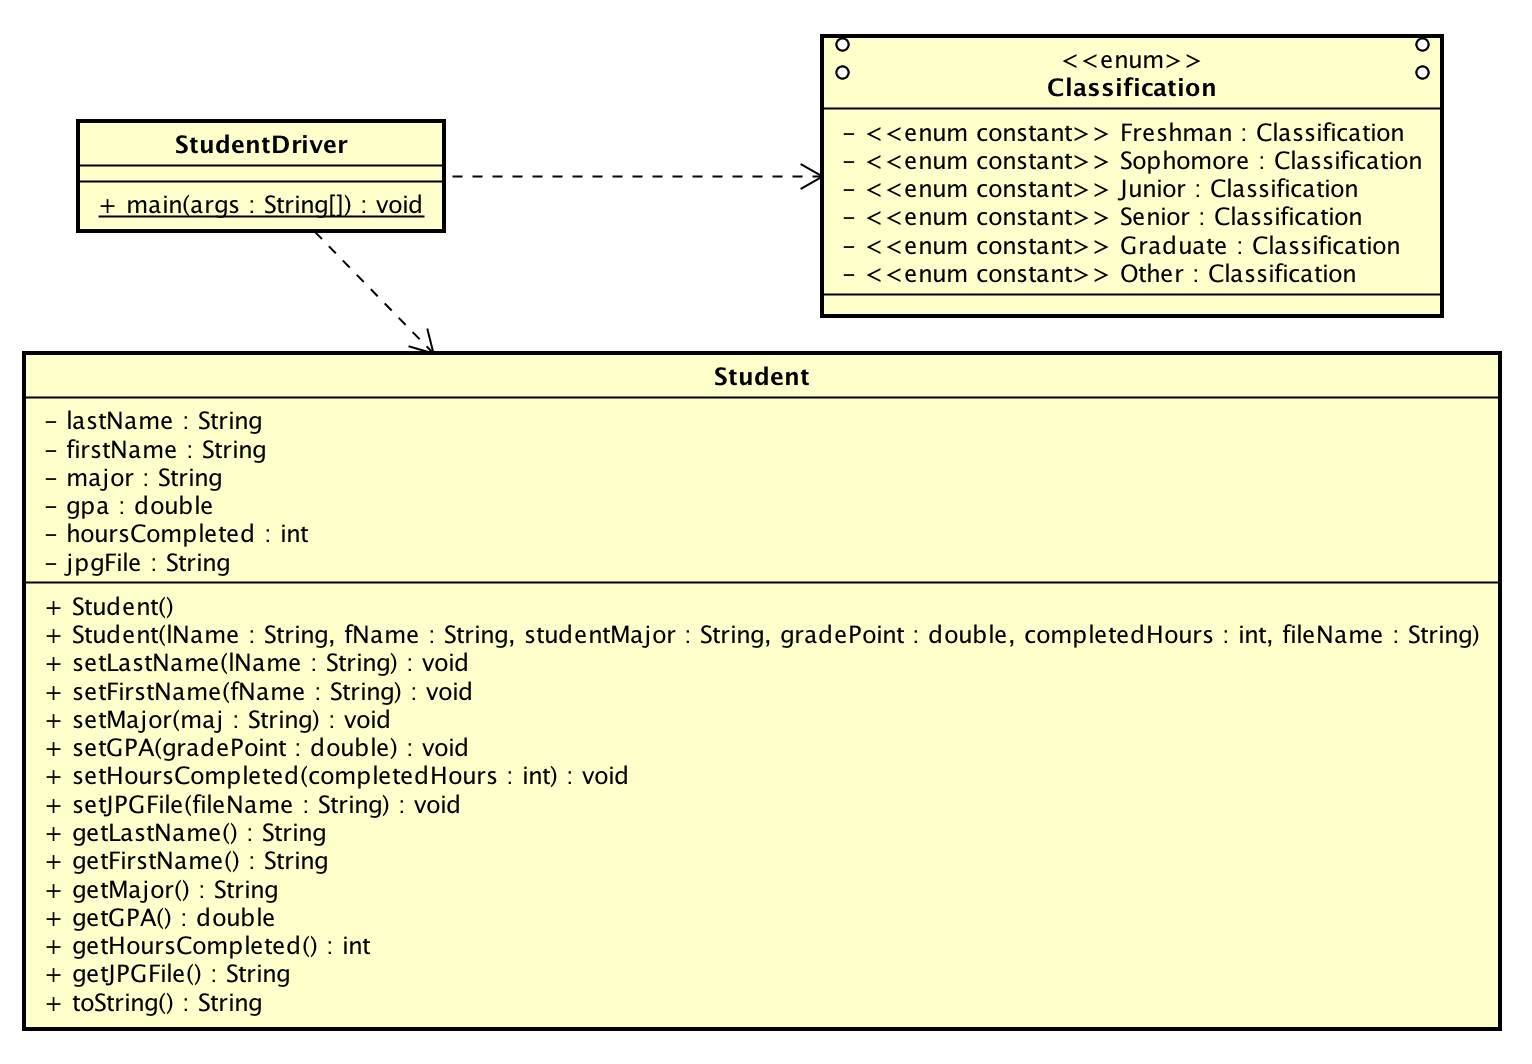 <<enum>>
Classification
- <<enum constant>> Freshman : Classification
- <<enum constant>> Sophomore : Classification
- <<enum constant>> Junior : Classification
- <<enum constant>> Senior : Classification
- <<enum constant>> Graduate : Classification
- <<enum constant>> Other : Classification
StudentDriver
+ main(args : String[]) : void
Student
- lastName : String
- firstName : String
- major : String
- gpa : double
- hoursCompleted : int
- jpgFile : String
+ Student()
+ Student(lName : String, fName : String, studentMajor : String, gradePoint : double, completedHours : int, fileName : String)
+ setLastName(lName : String) : void
+ setFirstName(fName : String) : void
+ setMajor(maj : String) : void
+ setGPA(gradePoint : double) : void
+ setHoursCompleted(completedHours : int) : void
+ setJPGFile(fileName : String) : void
+ getLastName() : String
+ getFirstName() : String
+ getMajor() : String
+ getGPA() : double
+ getHoursCompleted() : int
+ getJPGFile() : String
+ toString() : String